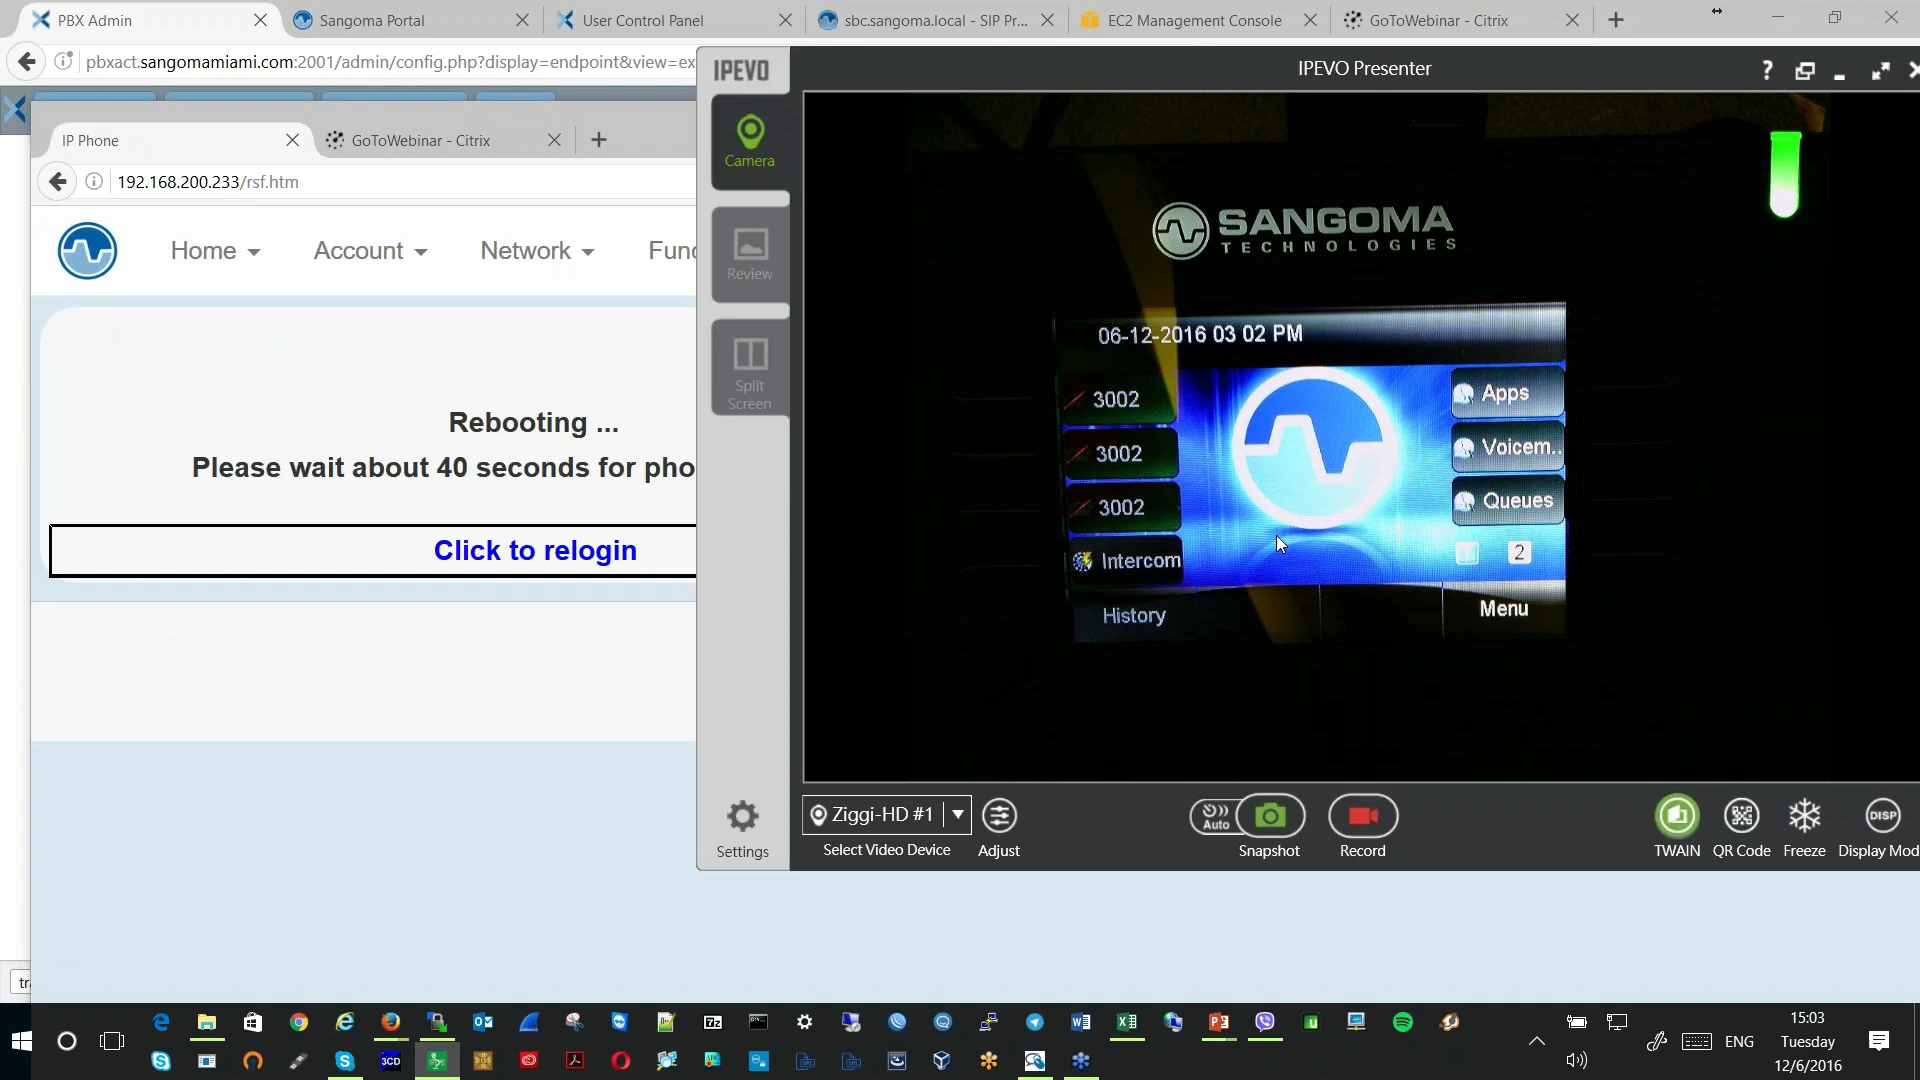 PBX Admin
Sangoma Portal
User Control Panel
sbc.sangoma.local - SIP Pr...
EC2 Management Console
GoToWebinar - Citrix
pbxact.sangomamiami.com:2001/admin/config.php?display=endpoint&view=ex
IP Phone
GoToWebinar - Citrix
192.168.200.233/rsf.htm
Home
Account
Network
Func
Rebooting ...
Please wait about 40 seconds for pho
Click to relogin
IPEVO
IPEVO Presenter
Camera
Review
Split
Screen
Settings
SANGOMA
TECHNOLOGIES
06-12-2016 03 02 PM
3002
3002
3002
Intercom
Apps
Voicem..
Queues
2
History
Menu
Ziggi-HD #1
Select Video Device
Adjust
Auto
Snapshot
Record
TWAIN
QR Code
Freeze
DISP
Display Mod
tra
ENG
15:03
Tuesday
12/6/2016